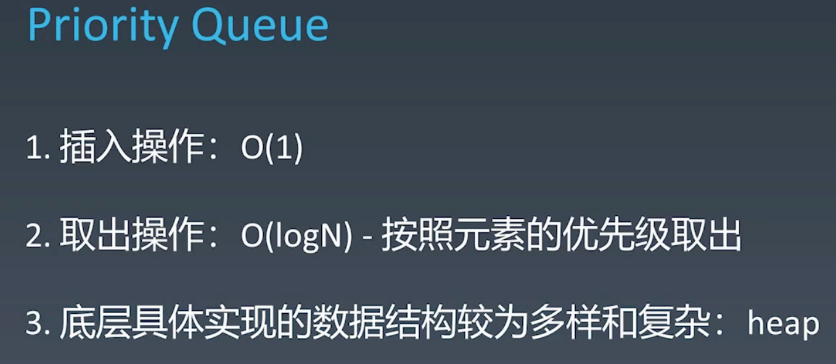 Priority Queue
1. 插入操作：O(1)
2. 取出操作：O(logN) - 按照元素的优先级取出
3. 底层具体实现的数据结构较为多样和复杂：heap